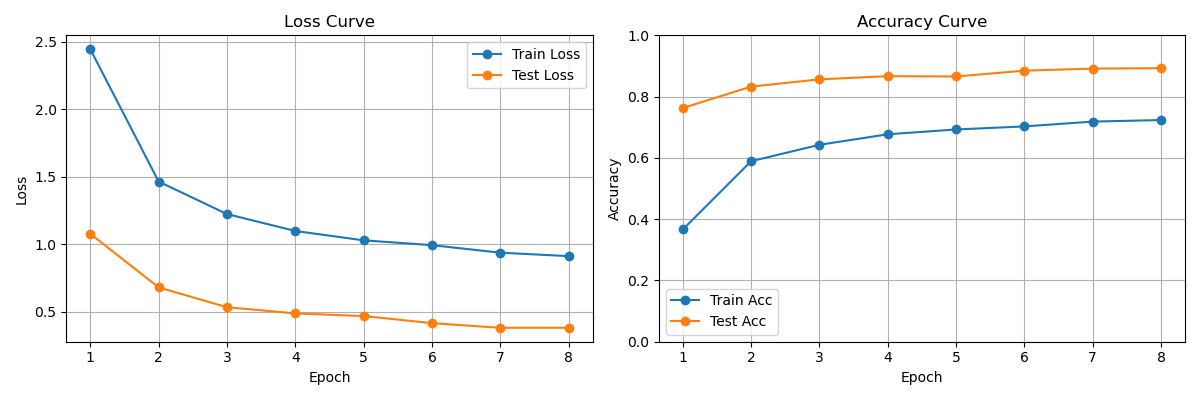 Loss Curve
Loss
2.5
2.0
1.5
1.0
0.5
Train Loss
Test Loss
1 2 3 4 5 6 7 8
Epoch
Accuracy Curve
Accuracy
1.0
0.8
0.6
0.4
0.2
0.0
Train Acc
Test Acc
1 2 3 4 5 6 7 8
Epoch